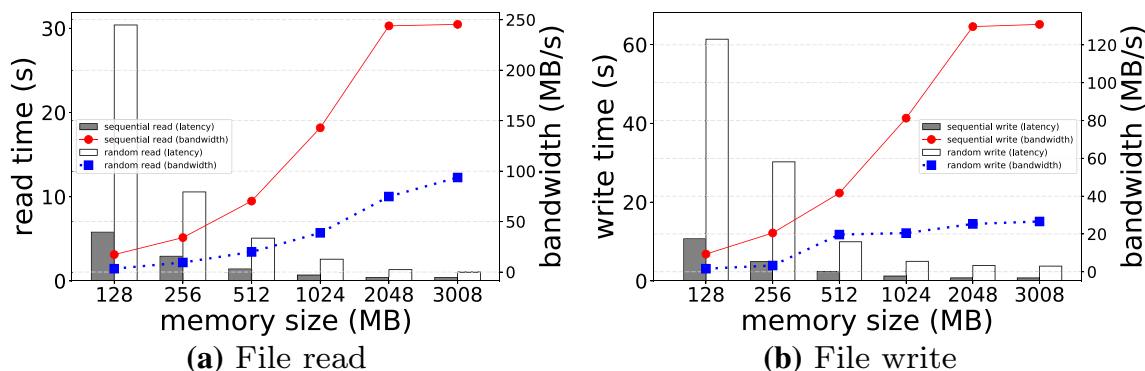 30
20
10
0
read time (s)
sequential read (latency)
sequential read (bandwidth)
random read (latency)
random read (bandwidth)
250
200
150
100
50
0
bandwidth (MB/s)
128 256 512 1024 2048 3008
memory size (MB)
(a) File read
60
40
20
0
write time (s)
sequential write (latency)
sequential write (bandwidth)
random write (latency)
random write (bandwidth)
120
100
80
60
40
20
0
bandwidth (MB/s)
128 256 512 1024 2048 3008
memory size (MB)
(b) File write